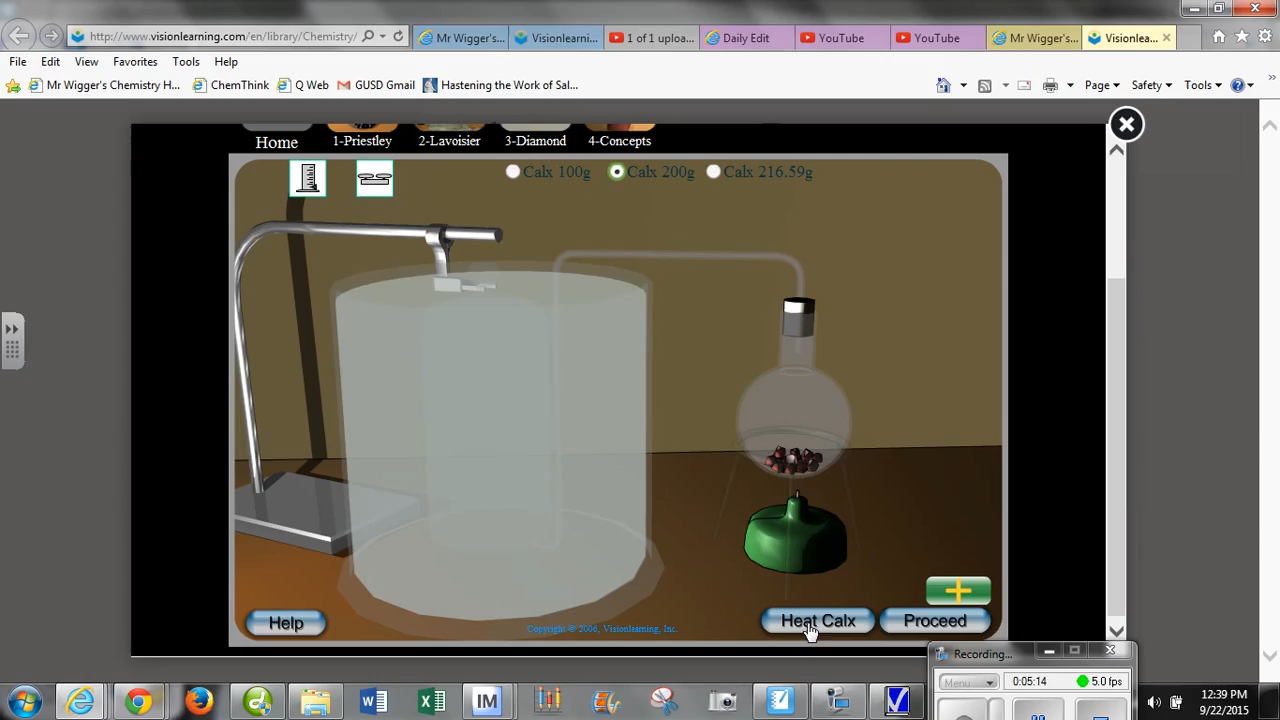 http://www.visionlearning.com/en/library/Chemistry/
Mr Wigger's...
Visionlearni...
1 of 1 uploa...
Daily Edit
YouTube
YouTube
Mr Wigger's...
Visionlea...
File Edit View Favorites Tools Help
Mr Wigger's Chemistry H...
ChemThink
Q Web
GUSD Gmail
Hastening the Work of Sal...
Page
Safety
Tools
Home
1-Priestley
2-Lavoisier
3-Diamond
4-Concepts
Calx 100g
Calx 200g
Calx 216.59g
Help
Copyright © 2006, Visionlearning, Inc.
Heat Calx
Proceed
Recording...
Menu
0:05:14
5.0 fps
IM
12:39 PM
9/22/2015